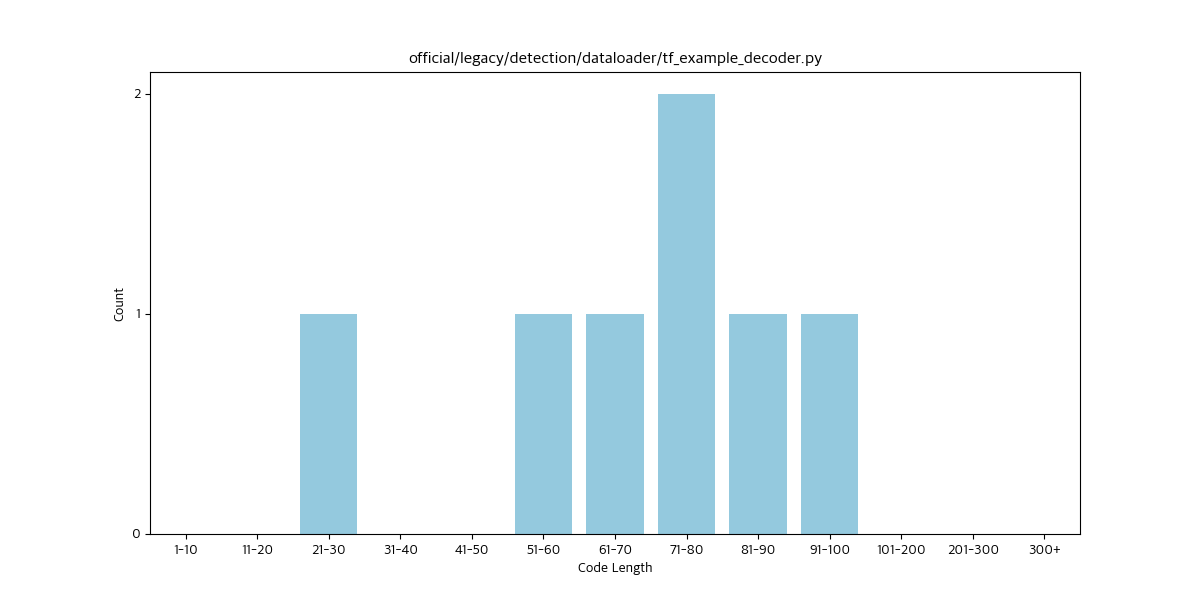 official/legacy/detection/dataloader/tf_example_decoder.py
2
1
0
Count
1-10 11-20 21-30 31-40 41-50 51-60 61-70 71-80 81-90 91-100 101-200 201-300 300+
Code Length